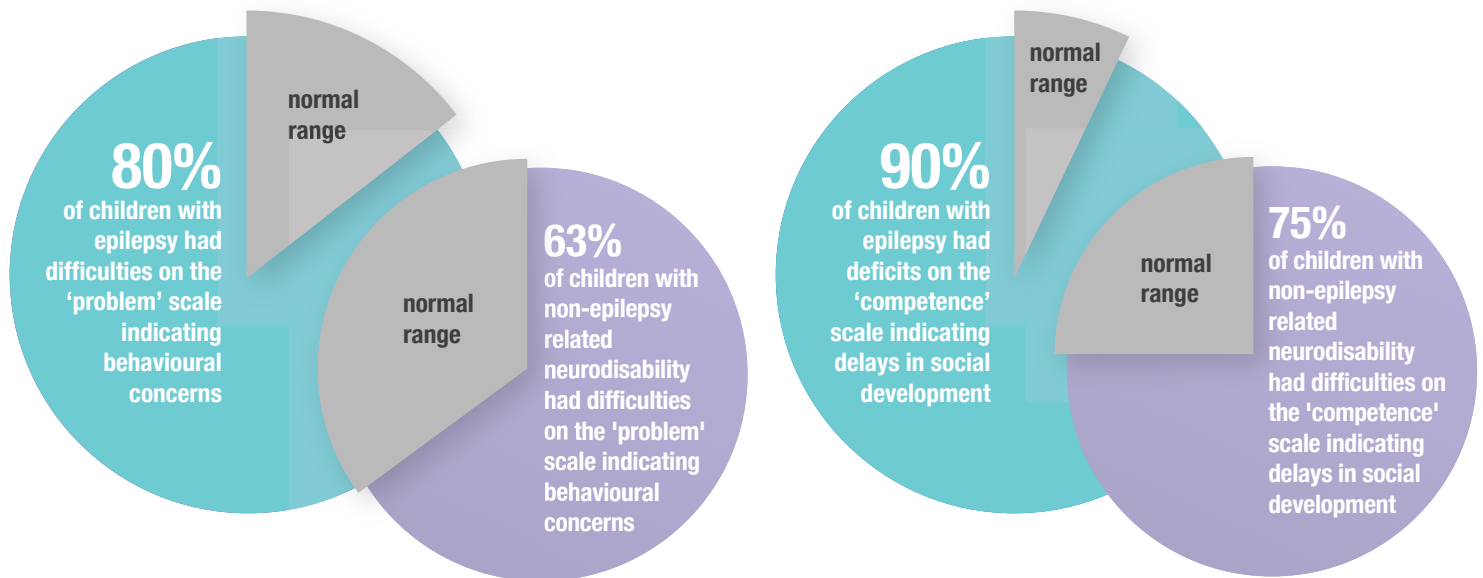 normal
range
80%
of children with
epilepsy had
difficulties on the
‘problem’ scale
indicating
behavioural
concerns
normal
range
63%
of children with
non-epilepsy
related
neurodisability
had difficulties
on the 'problem'
scale indicating
behavioural
concerns
normal
range
90%
of children with
epilepsy had
deficits on the
‘competence’
scale indicating
delays in social
development
normal
range
75%
of children with
non-epilepsy
related
neurodisability
had difficulties on
the 'competence'
scale indicating
delays in social
development